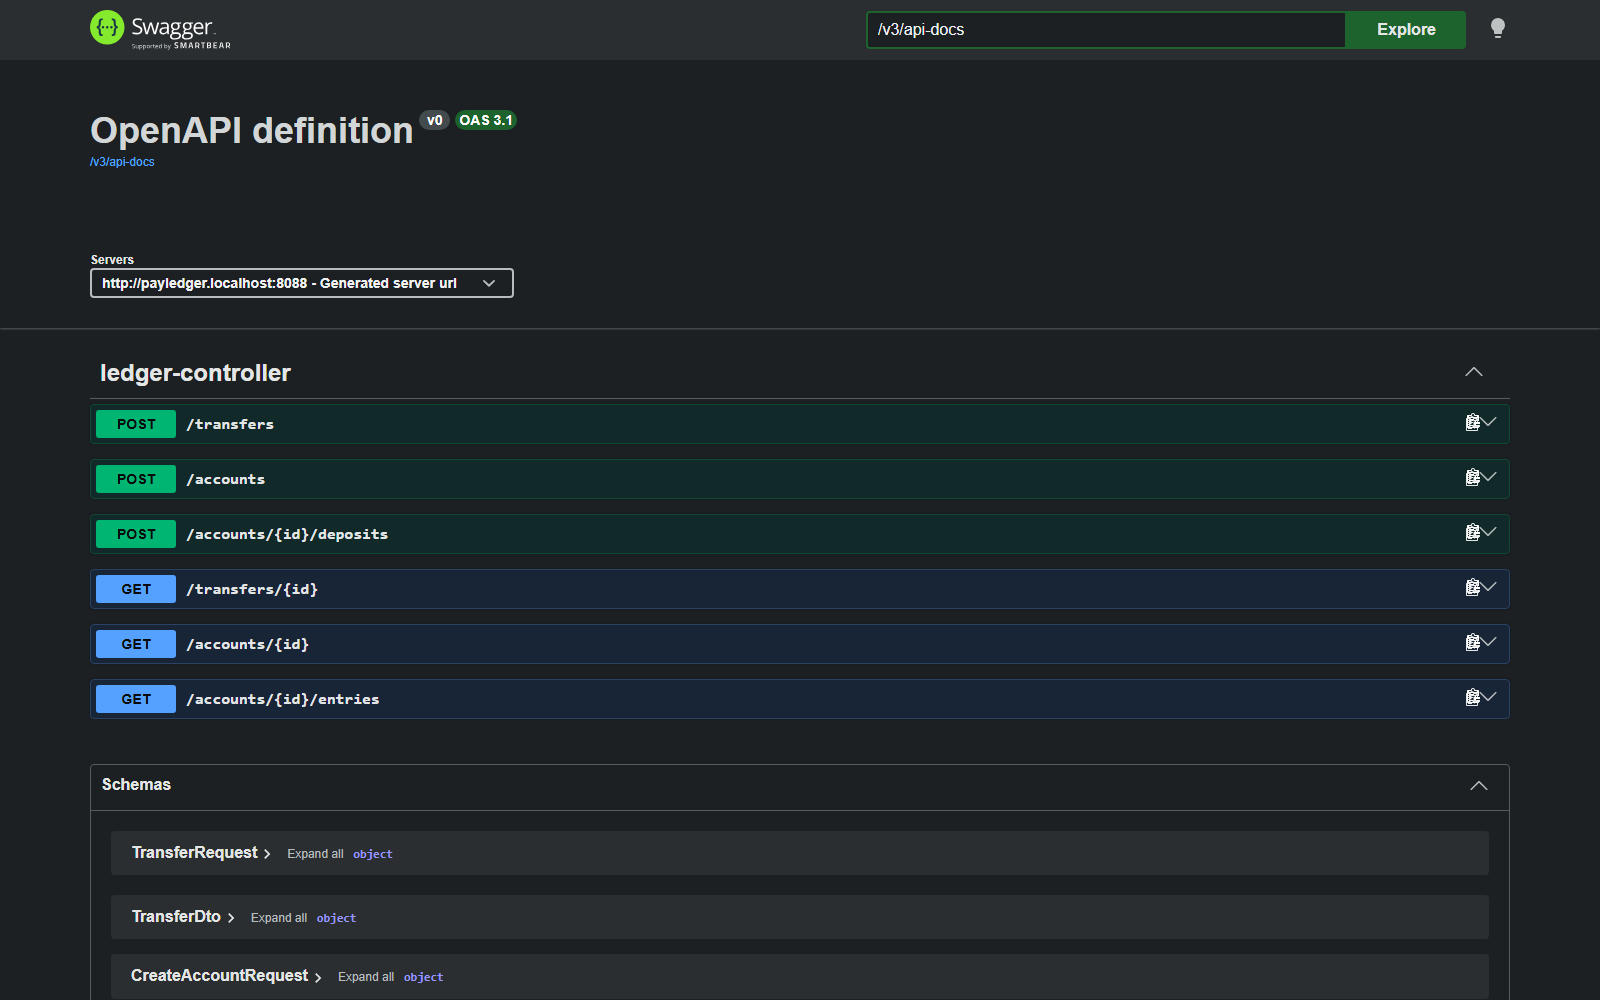 Swagger.
Supported by SMARTBEAR
/v3/api-docs
Explore
OpenAPI definition v0 OAS 3.1
/v3/api-docs
Servers
http://payledger.localhost:8088 - Generated server url
ledger-controller
POST /transfers
POST /accounts
POST /accounts/{id}/deposits
GET /transfers/{id}
GET /accounts/{id}
GET /accounts/{id}/entries
Schemas
TransferRequest Expand all object
TransferDto Expand all object
CreateAccountRequest Expand all object